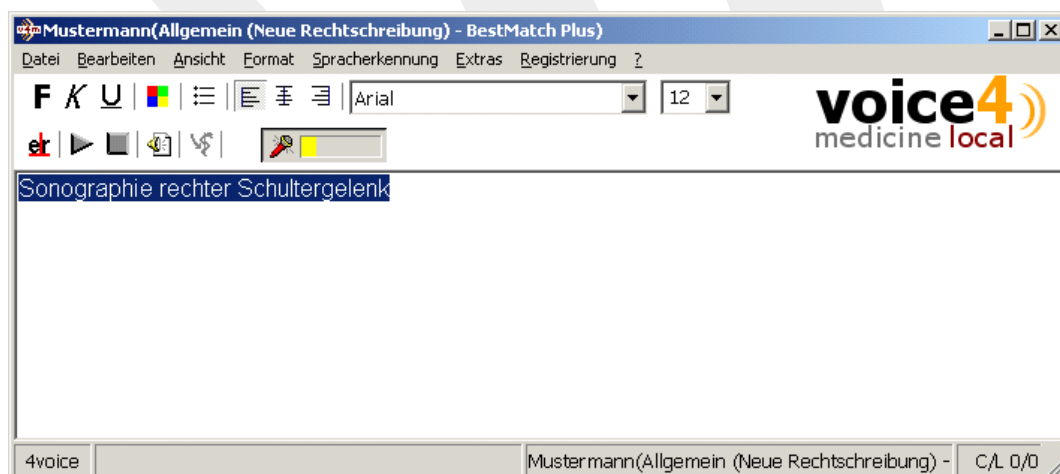 Mustermann(Allgemein (Neue Rechtschreibung) - BestMatch Plus)
Datei Bearbeiten Ansicht Format Spracherkennung Extras Registrierung ?
F K U Arial 12
voice4
medicine local
Sonographie rechter Schultergelenk
4voice Mustermann(Allgemein (Neue Rechtschreibung) - C/L 0/0